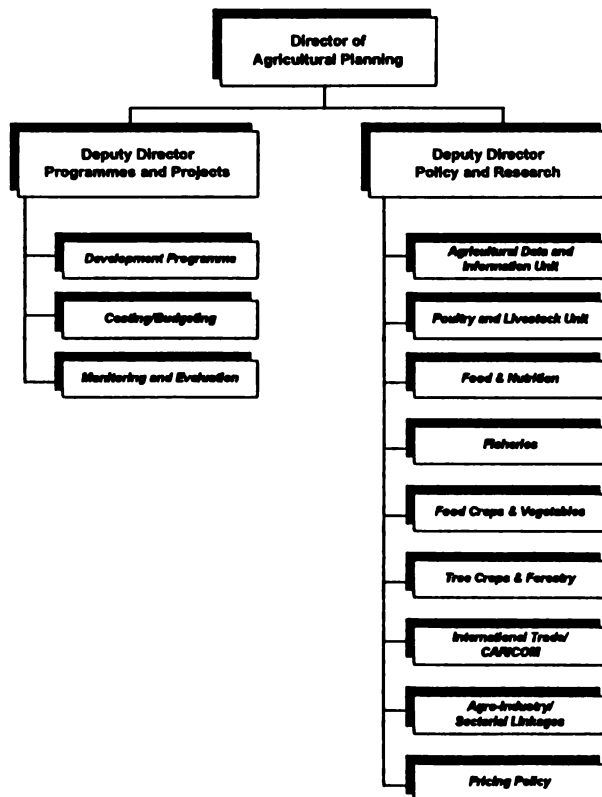 Director of
Agricultural Planning
Deputy Director
Programmes and Projects
Development Programme
Costing/Budgeting
Monitoring and Evaluation
Deputy Director
Policy and Research
Agricultural Data and
Information Unit
Poultry and Livestock Unit
Food & Nutrition
Fisheries
Food Crops & Vegetables
Tree Crops & Forestry
International Trade/
CARICOM
Agro-Industry/
Sectorial Linkages
Pricing Policy